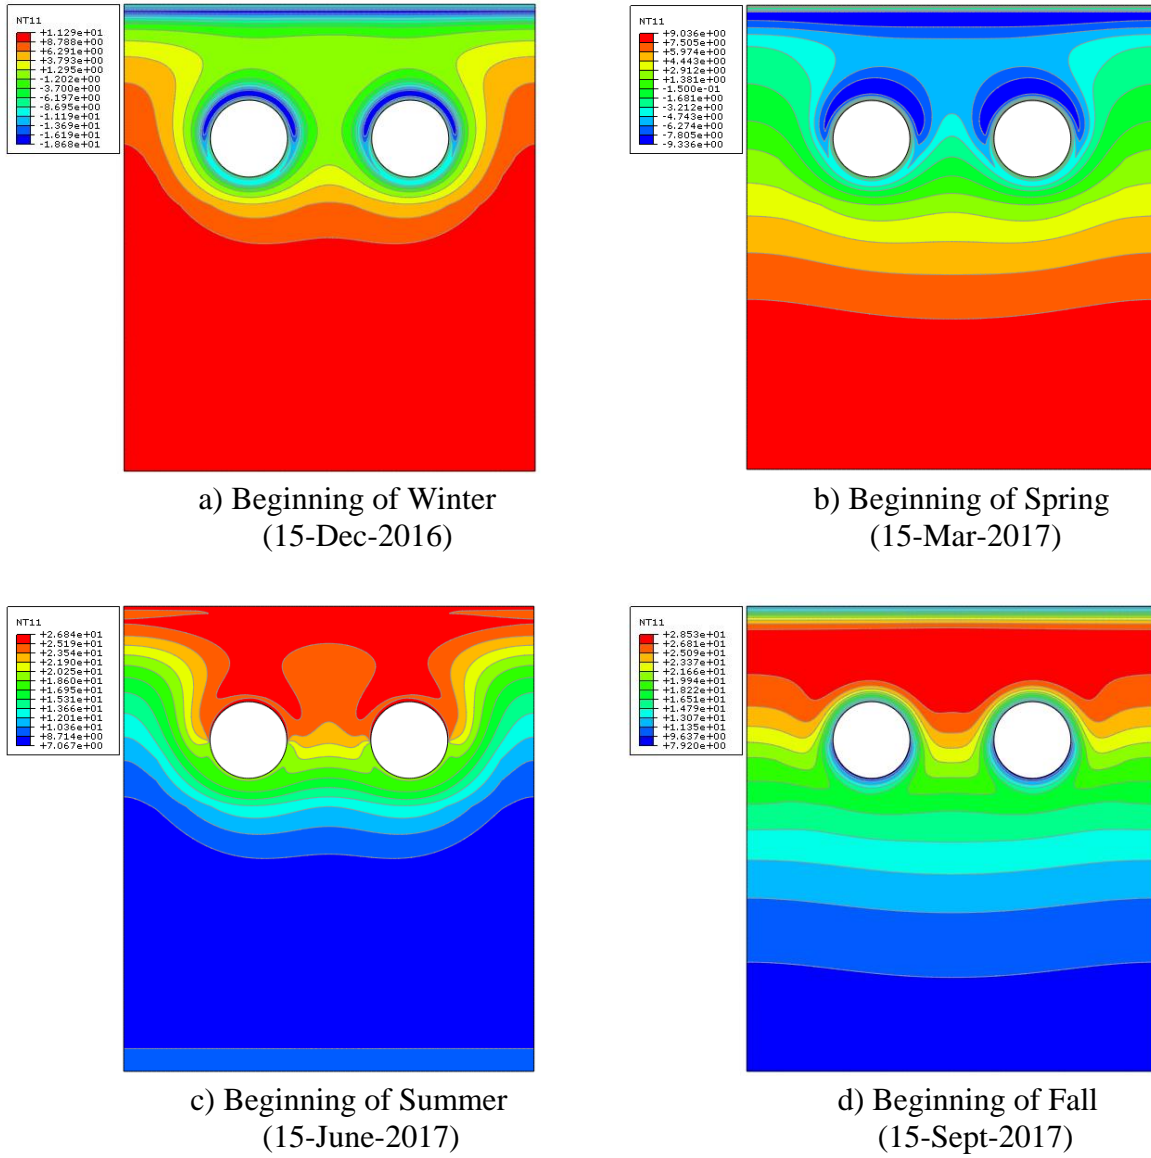 NT11
+1.129e+01
+8.788e+00
+6.291e+00
+3.793e+00
+1.295e+00
-1.202e+00
-3.700e+00
-6.197e+00
-8.695e+00
-1.119e+01
-1.369e+01
-1.619e+01
-1.868e+01
a) Beginning of Winter
(15-Dec-2016)
NT11
+9.036e+00
+7.505e+00
+5.974e+00
+4.443e+00
+2.912e+00
+1.381e+00
-1.500e-01
-1.681e+00
-3.212e+00
-4.743e+00
-6.274e+00
-7.805e+00
-9.336e+00
b) Beginning of Spring
(15-Mar-2017)
NT11
+2.684e+01
+2.519e+01
+2.354e+01
+2.190e+01
+2.025e+01
+1.860e+01
+1.695e+01
+1.531e+01
+1.366e+01
+1.201e+01
+1.036e+01
+8.714e+00
+7.067e+00
c) Beginning of Summer
(15-June-2017)
NT11
+2.853e+01
+2.681e+01
+2.509e+01
+2.337e+01
+2.166e+01
+1.994e+01
+1.822e+01
+1.651e+01
+1.479e+01
+1.307e+01
+1.135e+01
+9.637e+00
+7.920e+00
d) Beginning of Fall
(15-Sept-2017)